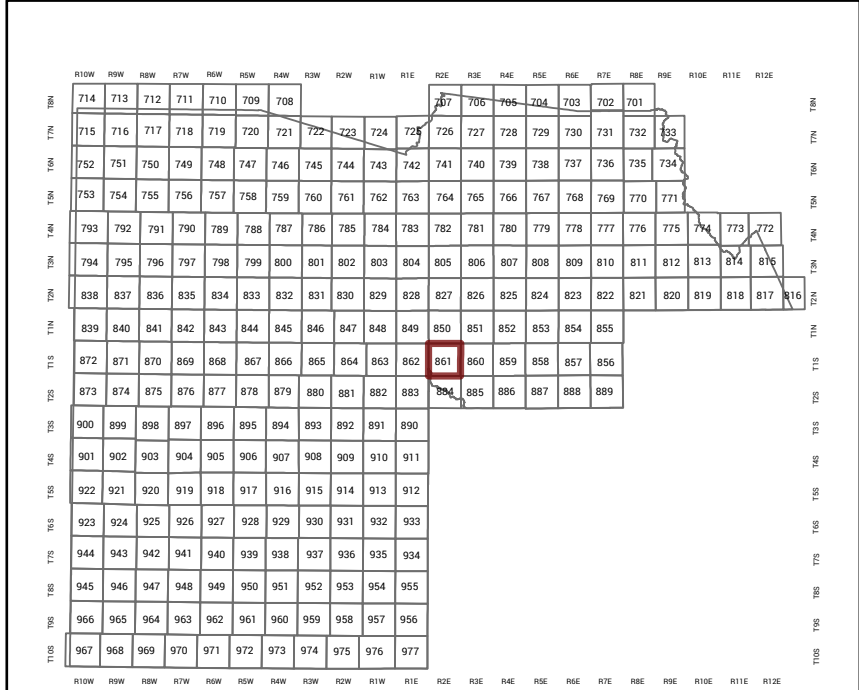 R10W R9W R8W R7W R6W R5W R4W R3W R2W R1W R1E R2E R3E R4E R5E R6E R7E R8E R9E R10E R11E R12E
T8N 714 713 712 711 710 709 708 707 706 705 704 703 702 701 T8N
T7N 715 716 717 718 719 720 721 722 723 724 725 726 727 728 729 730 731 732 733 T7N
T6N 752 751 750 749 748 747 746 745 744 743 742 741 740 739 738 737 736 735 734 T6N
T5N 753 754 755 756 757 758 759 760 761 762 763 764 765 766 767 768 769 770 771 T5N
T4N 793 792 791 790 789 788 787 786 785 784 783 782 781 780 779 778 777 776 775 774 773 772 T4N
T3N 794 795 796 797 798 799 800 801 802 803 804 805 806 807 808 809 810 811 812 813 814 815 T3N
T2N 838 837 836 835 834 833 832 831 830 829 828 827 826 825 824 823 822 821 820 819 818 817 816 T2N
T1N 839 840 841 842 843 844 845 846 847 848 849 850 851 852 853 854 855 T1N
T1S 872 871 870 869 868 867 866 865 864 863 862 861 860 859 858 857 856 T1S
T2S 873 874 875 876 877 878 879 880 881 882 883 884 885 886 887 888 889 T2S
T3S 900 899 898 897 896 895 894 893 892 891 890 T3S
T4S 901 902 903 904 905 906 907 908 909 910 911 T4S
T5S 922 921 920 919 918 917 916 915 914 913 912 T5S
T6S 923 924 925 926 927 928 929 930 931 932 933 T6S
T7S 944 943 942 941 940 939 938 937 936 935 934 T7S
T8S 945 946 947 948 949 950 951 952 953 954 955 T8S
T9S 966 965 964 963 962 961 960 959 958 957 956 T9S
T10S 967 968 969 970 971 972 973 974 975 976 977 T10S
R10W R9W R8W R7W R6W R5W R4W R3W R2W R1W R1E R2E R3E R4E R5E R6E R7E R8E R9E R10E R11E R12E